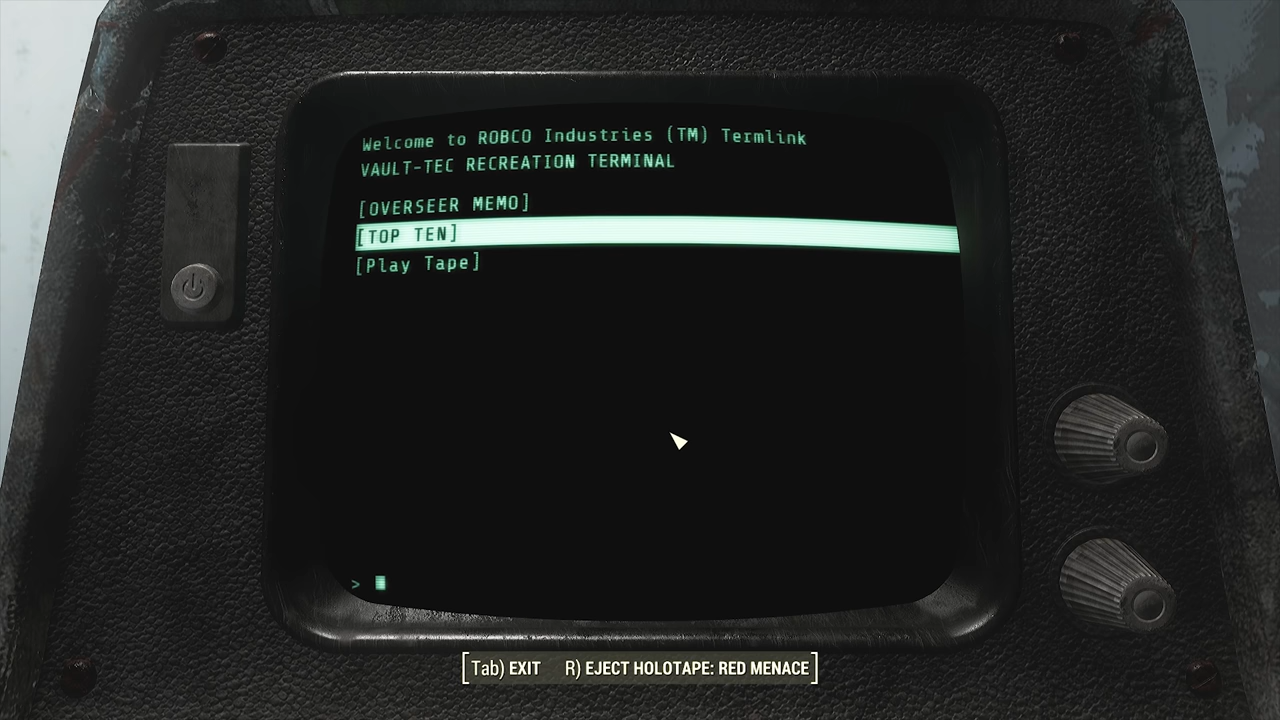 Welcome to ROBCO Industries (TM) Termlink
VAULT-TEC RECREATION TERMINAL
[OVERSEER MEMO]
[TOP TEN]
[Play Tape]
>
[Tab) EXIT R) EJECT HOLOTAPE: RED MENACE]